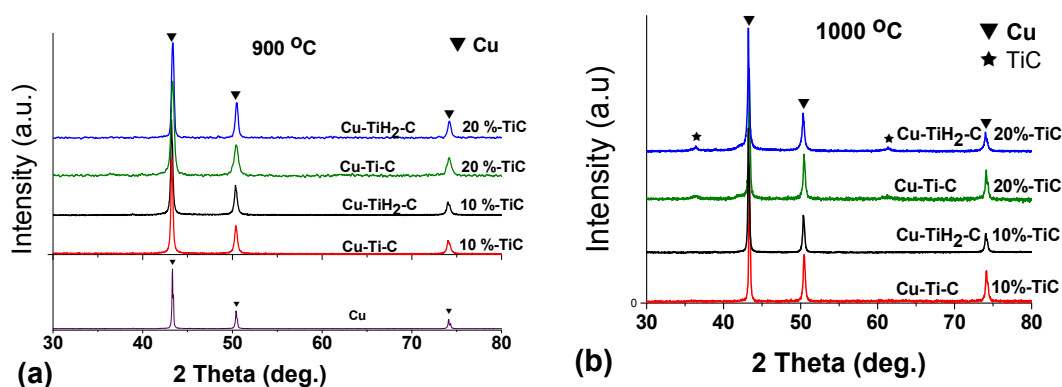 900 °C
▼ Cu
Intensity (a.u.)
Cu-TiH2-C 20 %-TiC
Cu-Ti-C 20 %-TiC
Cu-TiH2-C 10 %-TiC
Cu-Ti-C 10 %-TiC
Cu
30 40 50 60 70 80
(a) 2 Theta (deg.)
1000 °C
▼ Cu
★ TiC
Intensity (a.u)
Cu-TiH2-C 20%-TiC
Cu-Ti-C 20%-TiC
Cu-TiH2-C 10%-TiC
Cu-Ti-C 10%-TiC
0
30 40 50 60 70 80
(b) 2 Theta (deg.)